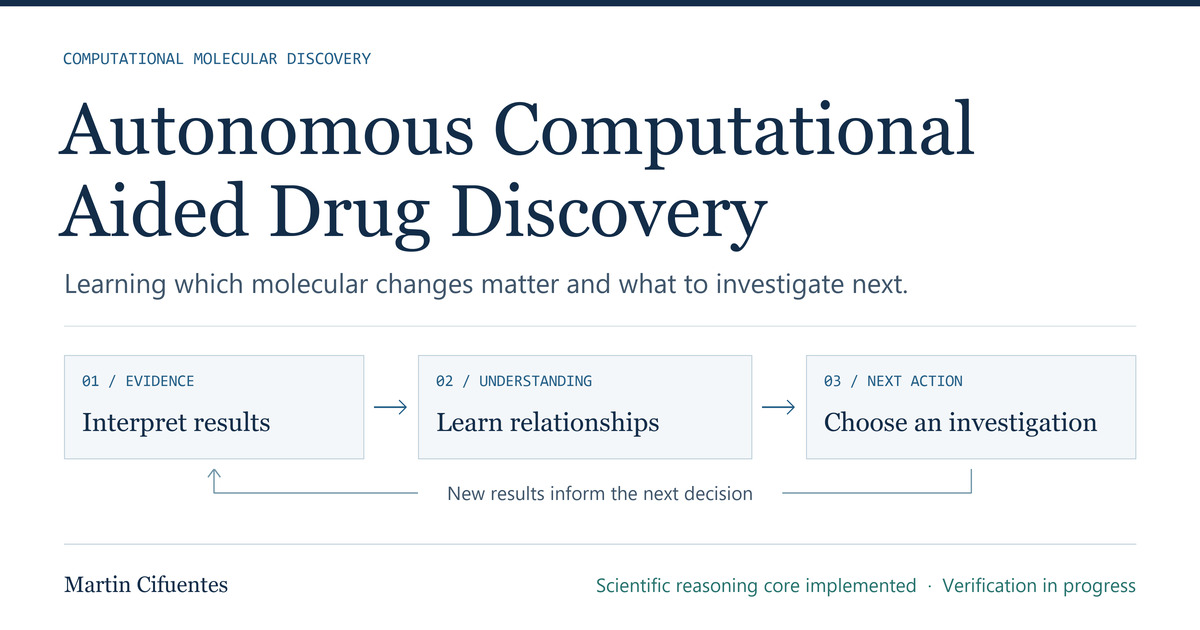 COMPUTATIONAL MOLECULAR DISCOVERY
Autonomous Computational
Aided Drug Discovery
Learning which molecular changes matter and what to investigate next.
01 / EVIDENCE
Interpret results
02 / UNDERSTANDING
Learn relationships
03 / NEXT ACTION
Choose an investigation
New results inform the next decision
Martin Cifuentes
Scientific reasoning core implemented · Verification in progress